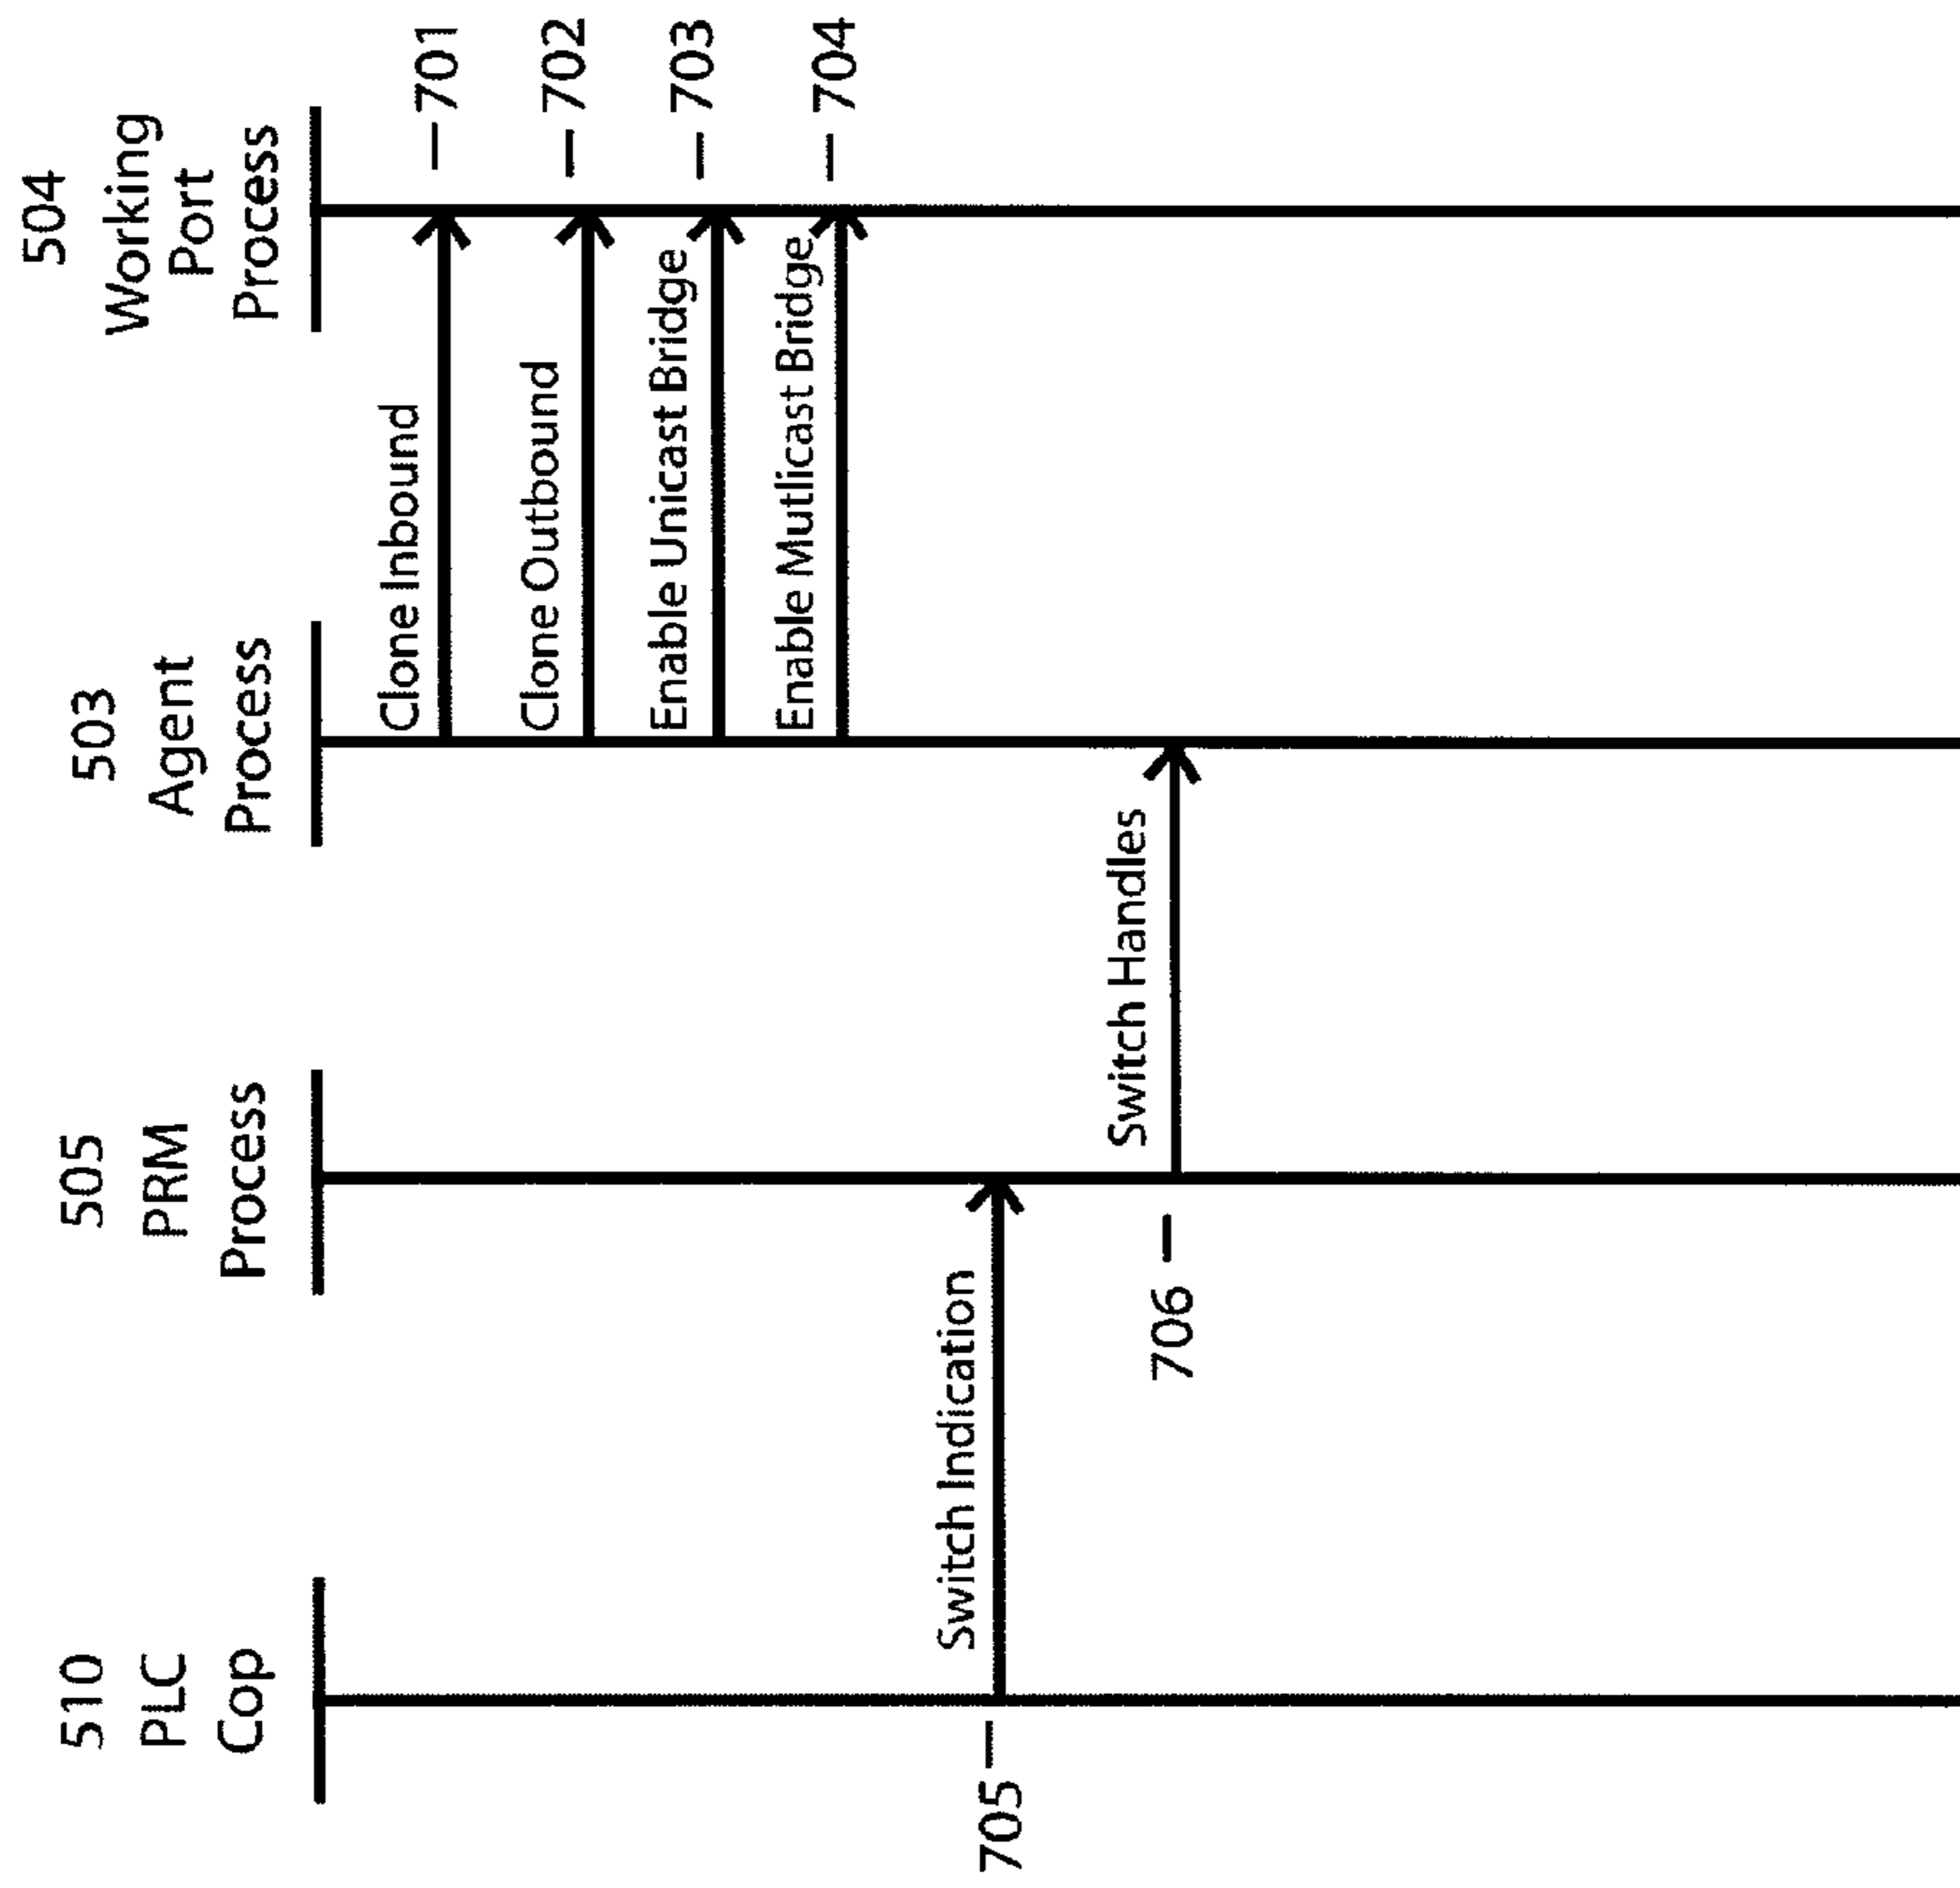 510
PLC
Cop
505
PRM
Process
503
Agent
Process
504
Working
Port
Process
Clone Inbound
701
Clone Outbound
702
Enable Unicast Bridge
703
Enable Mutlicast Bridge
704
705
Switch Indication
706
Switch Handles